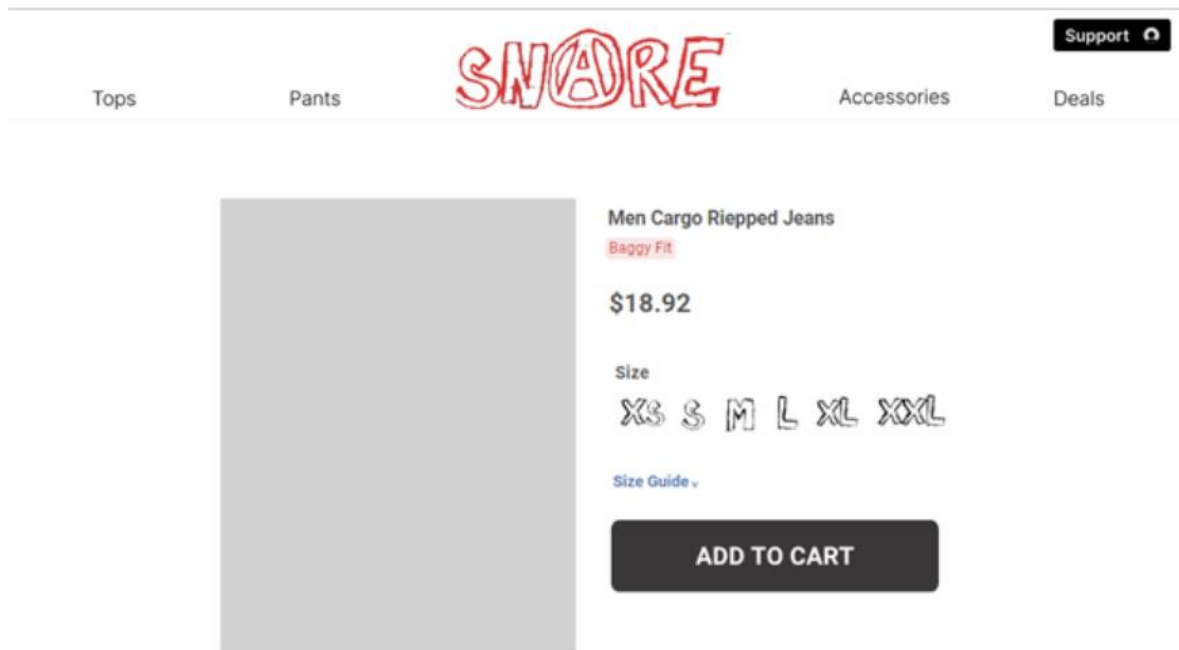 Support
SNARE
Tops Pants Accessories Deals
Men Cargo Riepped Jeans
Baggy Fit
$18.92
Size
XS S M L XL XXL
Size Guide
ADD TO CART